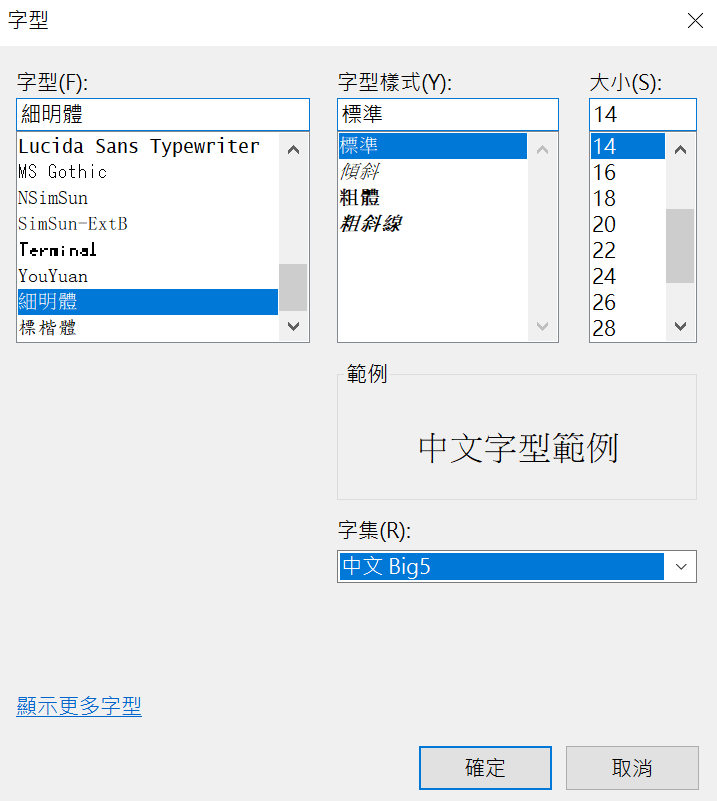 字型
字型(F):
細明體
Lucida Sans Typewriter
MS Gothic
NSimSun
SimSun-ExtB
Terminal
YouYuan
細明體
標楷體
字型樣式(Y):
標準
標準
傾斜
粗體
粗斜線
大小(S):
14
14
16
18
20
22
24
26
28
範例
中文字型範例
字集(R):
中文 Big5
顯示更多字型
確定
取消